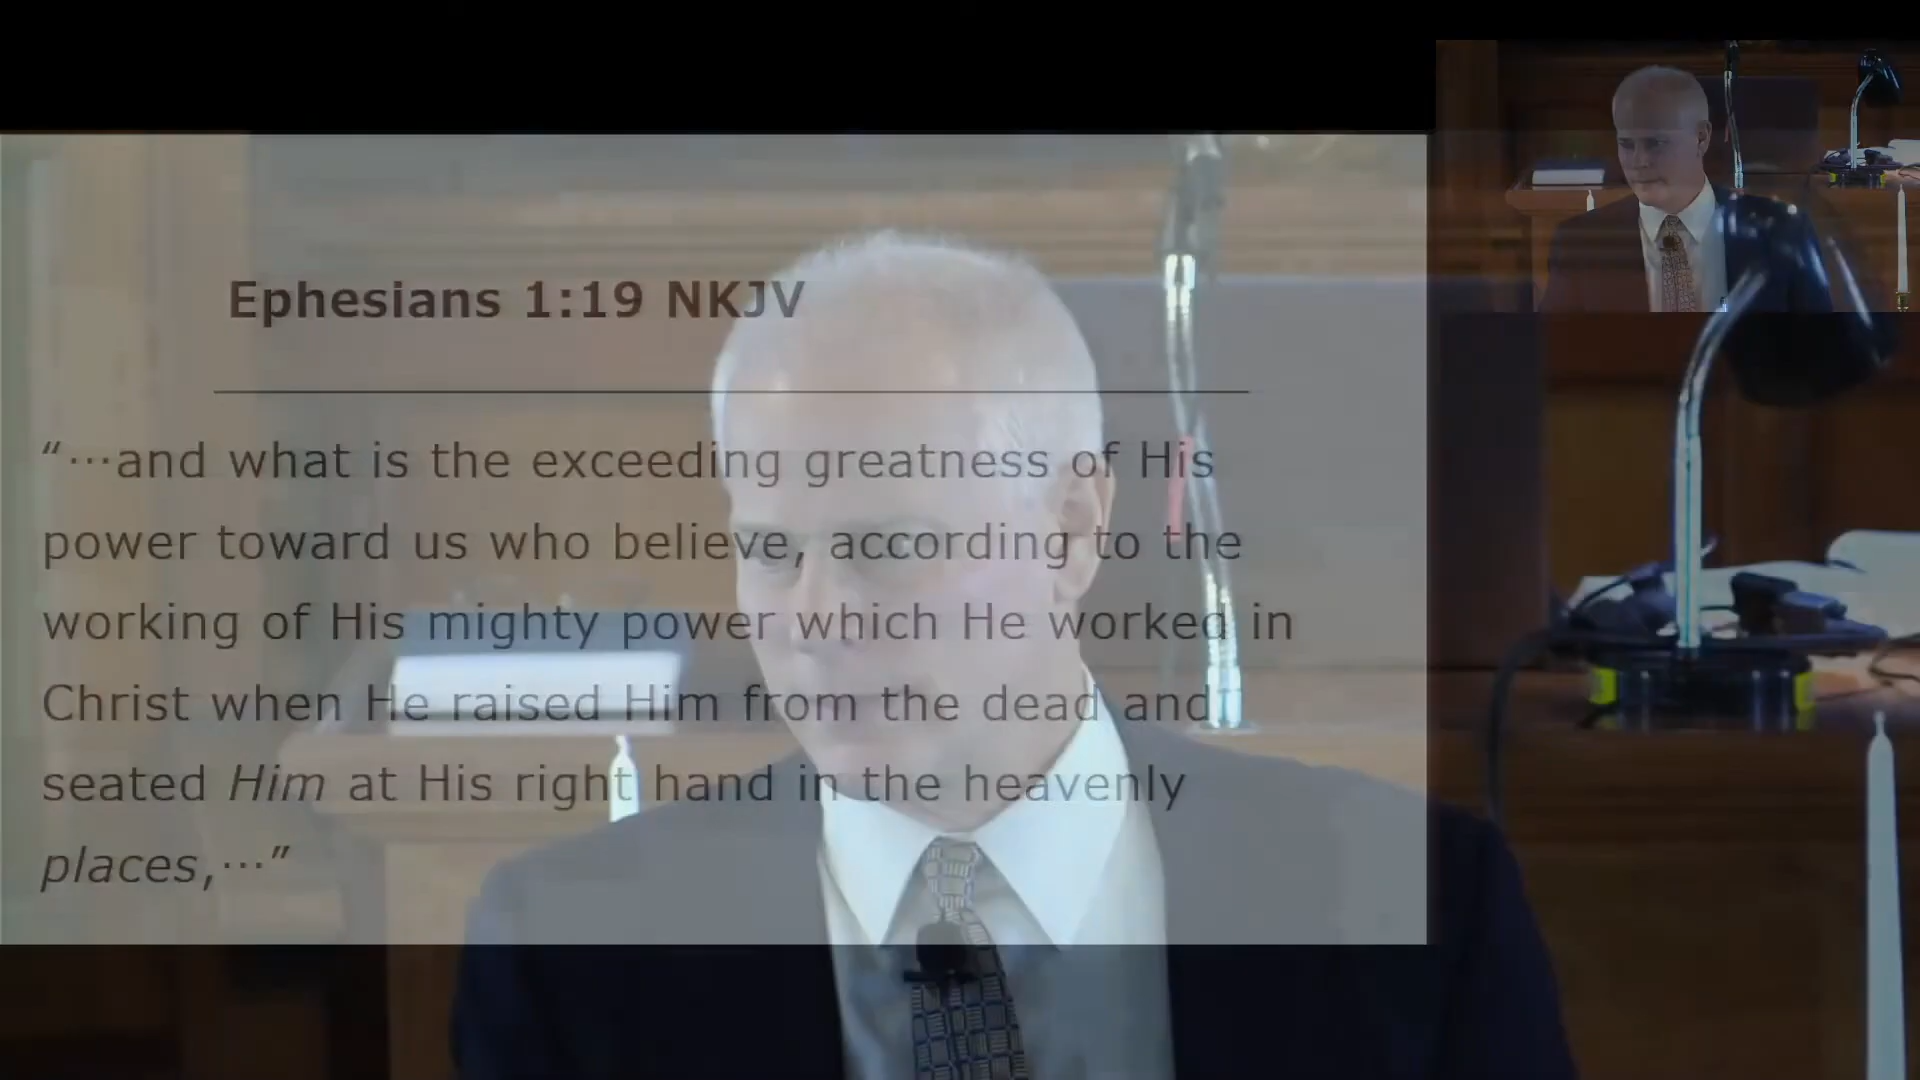 Ephesians 1:19 NKJV
“…and what is the exceeding greatness of His
power toward us who believe, according to the
working of His mighty power which He worked in
Christ when He raised Him from the dead and
seated Him at His right hand in the heavenly
places,…”